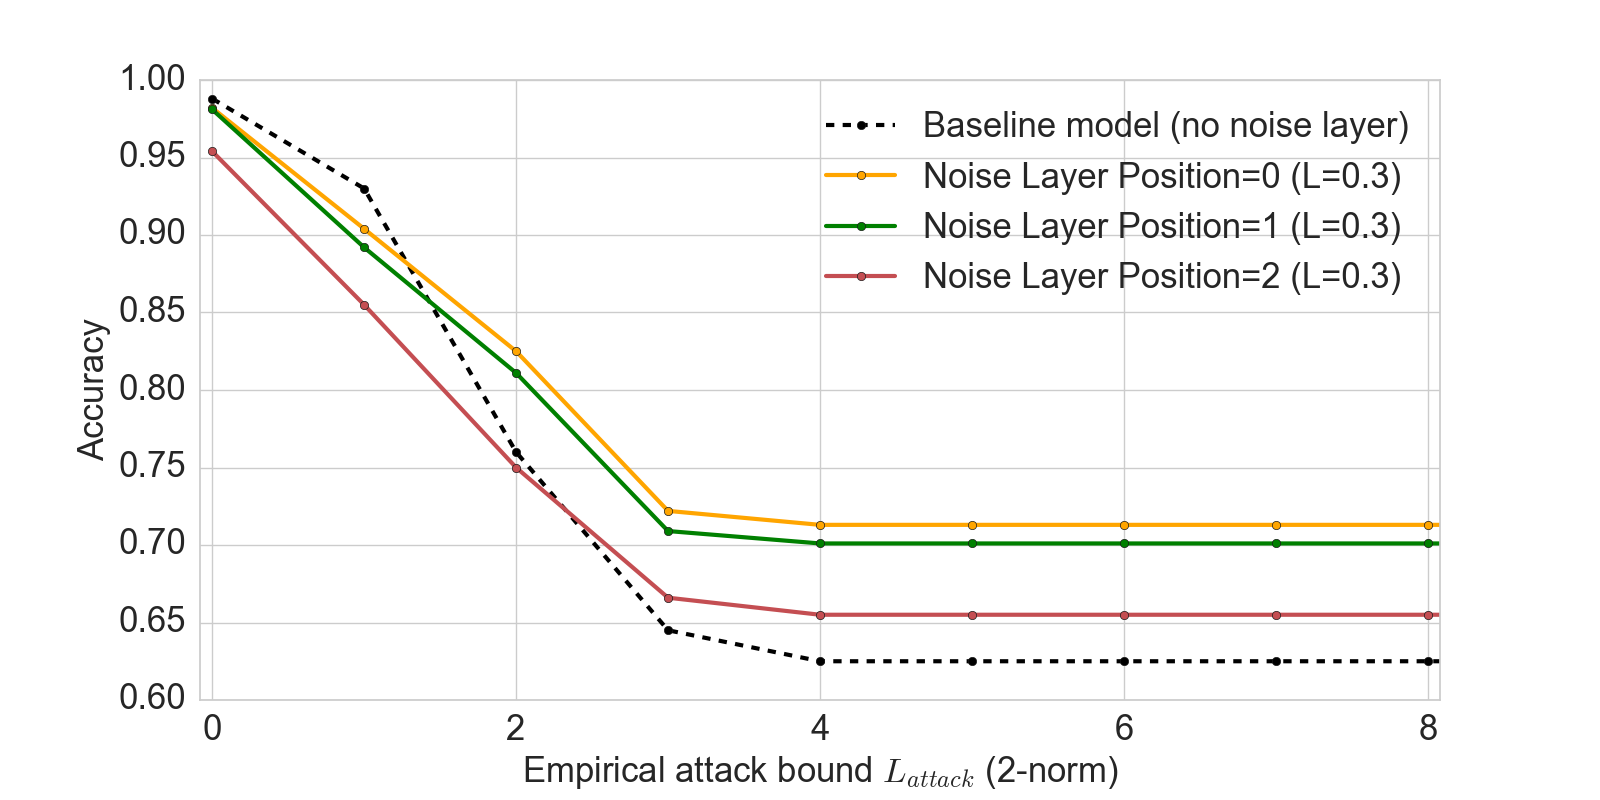 1.00
0.95
0.90
0.85
0.80
0.75
0.70
0.65
0.60
Accuracy
Baseline model (no noise layer)
Noise Layer Position=0 (L=0.3)
Noise Layer Position=1 (L=0.3)
Noise Layer Position=2 (L=0.3)
0 2 4 6 8
Empirical attack bound L_attack (2-norm)